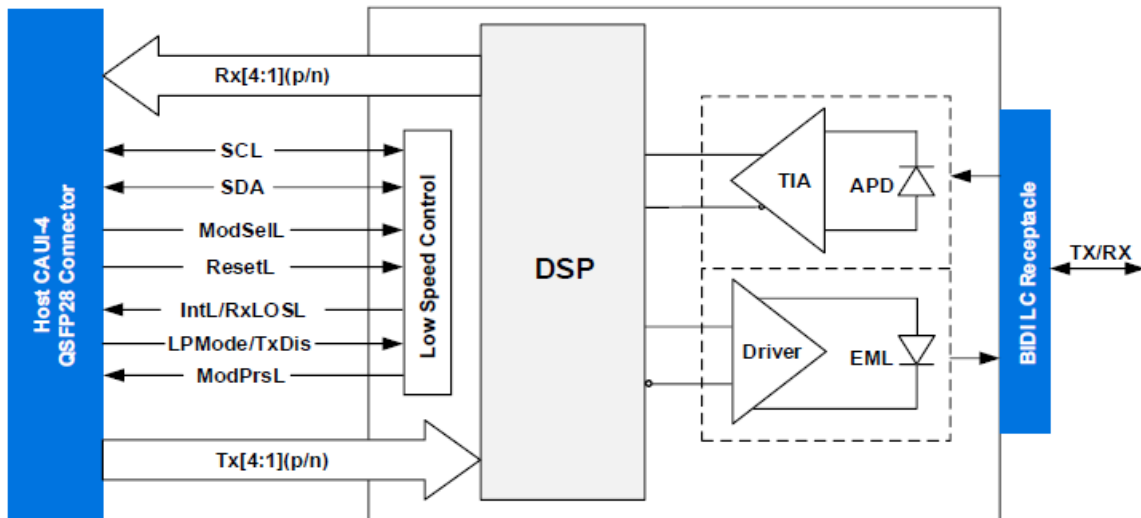 Host CAUI-4
QSFP28 Connector
Rx[4:1](p/n)
SCL
SDA
ModSelL
ResetL
IntL/RxLOSL
LPMode/TxDis
ModPrsL
Tx[4:1](p/n)
Low Speed Control
DSP
TIA
APD
Driver
EML
BIDI LC Receptacle
TX/RX